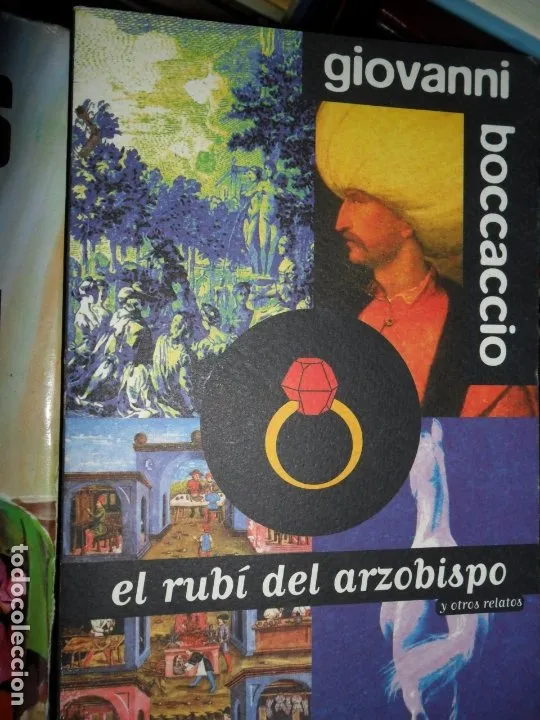 giovanni
boccaccio
el rubí del arzobispo
y otros relatos
todocoleccion